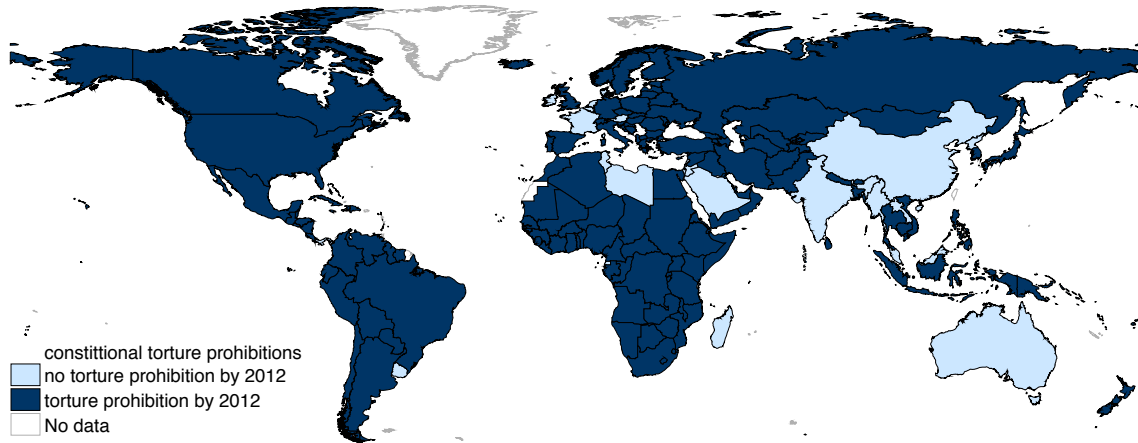 constittional torture prohibitions
no torture prohibition by 2012
torture prohibition by 2012
No data